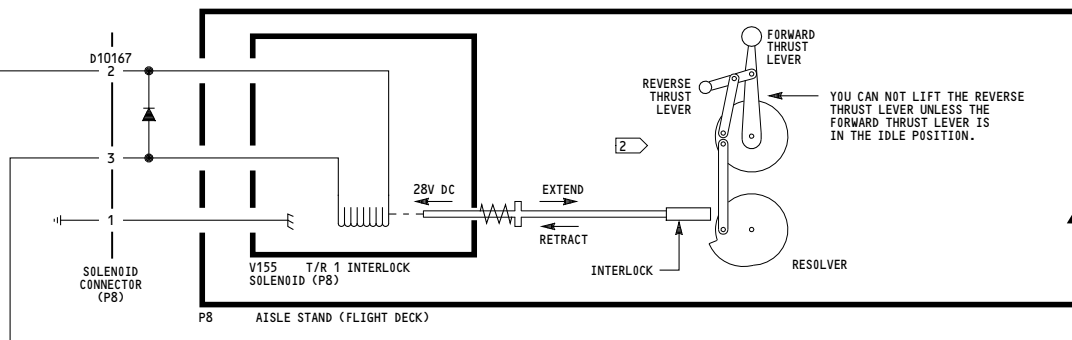 D10167
2
3
1
SOLENOID
CONNECTOR
(P8)
V155 T/R 1 INTERLOCK
SOLENOID (P8)
P8 AISLE STAND (FLIGHT DECK)
28V DC
EXTEND
RETRACT
INTERLOCK
2
FORWARD
THRUST
LEVER
REVERSE
THRUST
LEVER
YOU CAN NOT LIFT THE REVERSE
THRUST LEVER UNLESS THE
FORWARD THRUST LEVER IS
IN THE IDLE POSITION.
RESOLVER